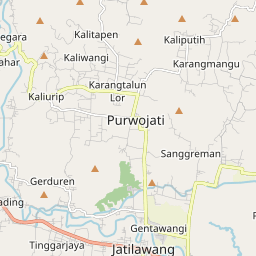 Kalitapen
egara
Kaliputih
ahar
Kaliwangi
Karangmangu
Karangtalun
Lor
Kaliurip
Purwojati
Sanggreman
Gerduren
ading
Gentawangi
Tinggarjaya
Jatilawang